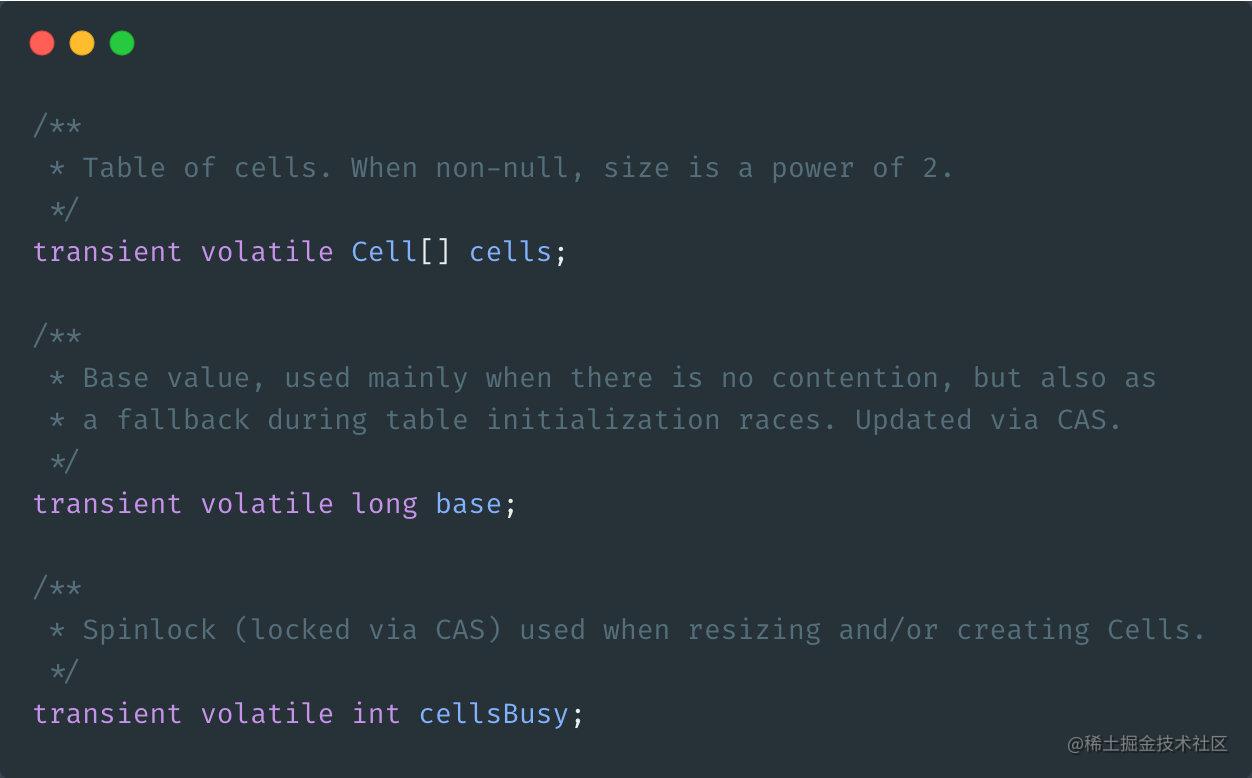 /**
 * Table of cells. When non-null, size is a power of 2.
 */
transient volatile Cell[] cells;
/**
 * Base value, used mainly when there is no contention, but also as
 * a fallback during table initialization races. Updated via CAS.
 */
transient volatile long base;
/**
 * Spinlock (locked via CAS) used when resizing and/or creating Cells.
 */
transient volatile int cellsBusy;
@稀土掘金技术社区